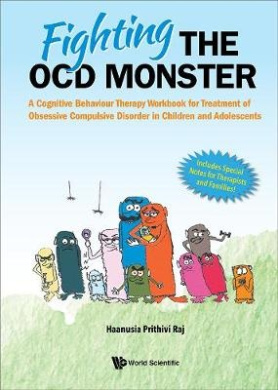 Fighting THE
OCD MONSTER
A Cognitive Behaviour Therapy Workbook for Treatment of
Obsessive Compulsive Disorder in Children and Adolescents
Includes Special
Notes for Therapists
and Families!
Haanusia Prithivi Raj
World Scientific